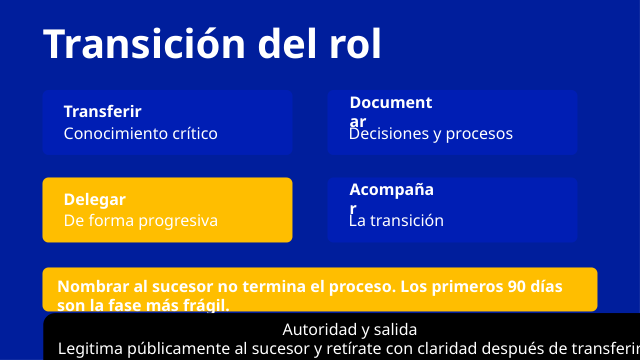 Transición del rol
Transferir
Conocimiento crítico
Document
ar
Decisiones y procesos
Delegar
De forma progresiva
Acompaña
r
La transición
Nombrar al sucesor no termina el proceso. Los primeros 90 días
son la fase más frágil.
Autoridad y salida
Legitima públicamente al sucesor y retírate con claridad después de transferir